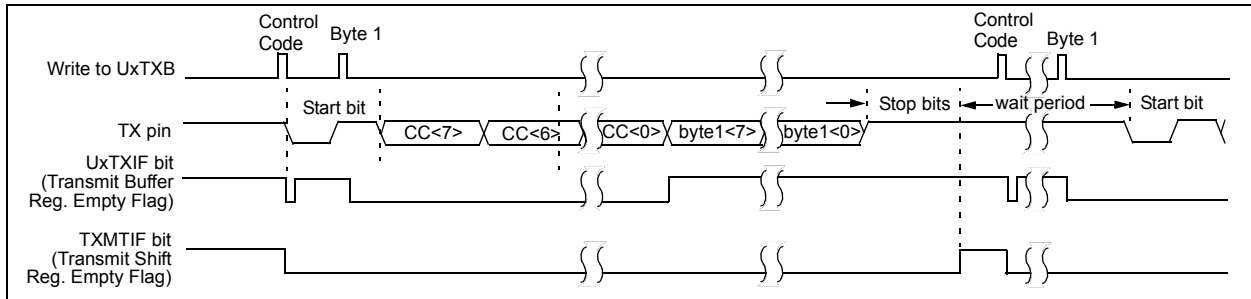 Control
Code
Byte 1
Control
Code
Byte 1
Write to UxTXB
Start bit
Stop bits
wait period
Start bit
TX pin
CC<7>
CC<6>
CC<0>
byte1<7>
byte1<0>
UxTXIF bit
(Transmit Buffer
Reg. Empty Flag)
TXMTIF bit
(Transmit Shift
Reg. Empty Flag)